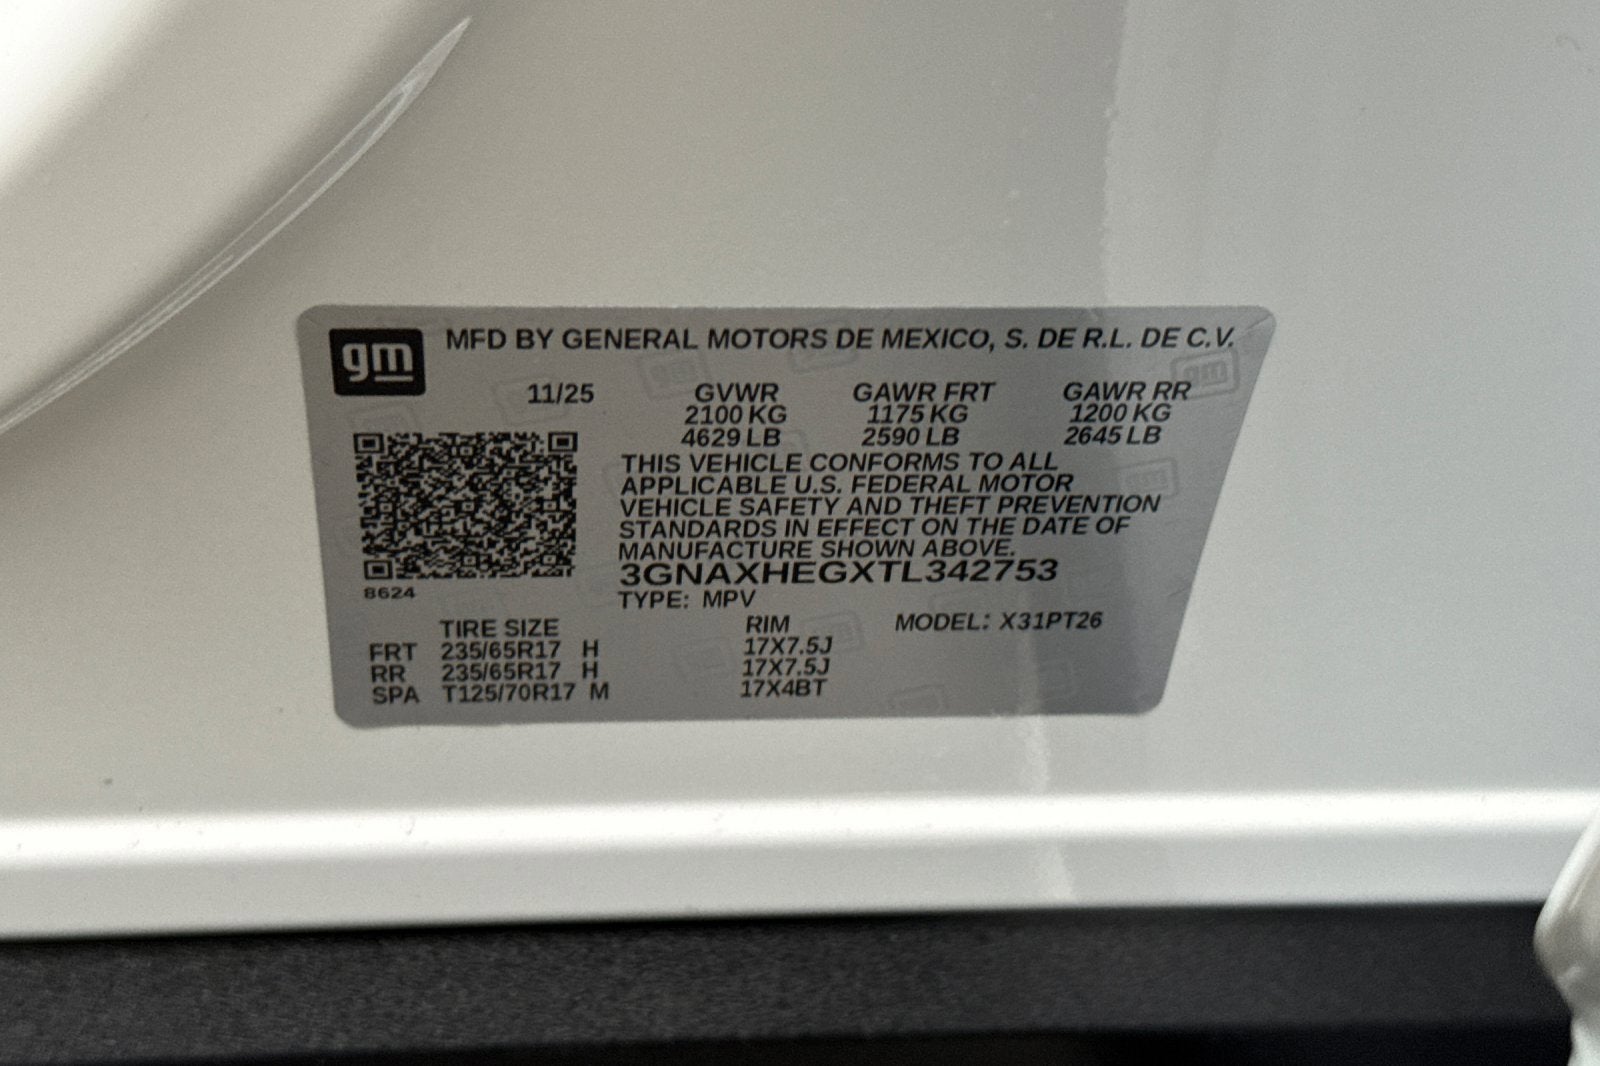 gm
MFD BY GENERAL MOTORS DE MEXICO, S. DE R.L. DE C.V.
11/25 GVWR GAWR FRT GAWR RR
2100 KG 1175 KG 1200 KG
4629 LB 2590 LB 2645 LB
THIS VEHICLE CONFORMS TO ALL
APPLICABLE U.S. FEDERAL MOTOR
VEHICLE SAFETY AND THEFT PREVENTION
STANDARDS IN EFFECT ON THE DATE OF
MANUFACTURE SHOWN ABOVE.
3GNAXHEGXTL342753
8624
TYPE: MPV
TIRE SIZE RIM MODEL: X31PT26
FRT 235/65R17 H 17X7.5J
RR 235/65R17 H 17X7.5J
SPA T125/70R17 M 17X4BT